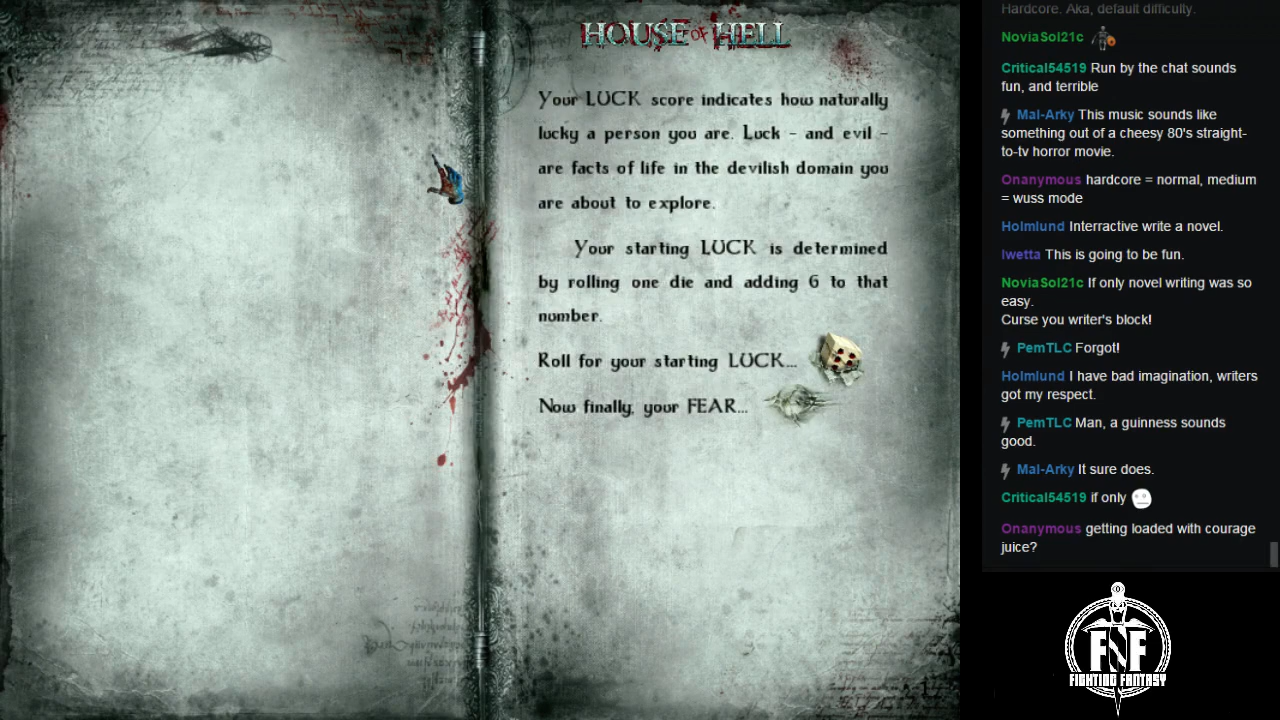 HOUSE OF HELL
Your LUCK score indicates how naturally
lucky a person you are. Luck – and evil –
are facts of life in the devilish domain you
are about to explore.
Your starting LUCK is determined
by rolling one die and adding 6 to that
number.
Roll for your starting LUCK...
Now finally, your FEAR...
Hardcore. Aka, default difficulty.
NoviaSol21c
Critical54519 Run by the chat sounds
fun, and terrible
Mal-Arky This music sounds like
something out of a cheesy 80's straight-
to-tv horror movie.
Onanymous hardcore = normal, medium
= wuss mode
Holmlund Interractive write a novel.
Iwetta This is going to be fun.
NoviaSol21c If only novel writing was so
easy.
Curse you writer's block!
PemTLC Forgot!
Holmlund I have bad imagination, writers
got my respect.
PemTLC Man, a guinness sounds
good.
Mal-Arky It sure does.
Critical54519 if only
Onanymous getting loaded with courage
juice?
FF
FIGHTING FANTASY